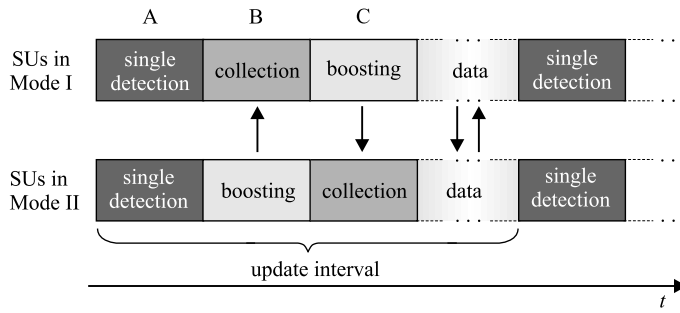 A B C
SUs in
Mode I
single
detection
collection
boosting
data
single
detection
SUs in
Mode II
single
detection
boosting
collection
data
single
detection
update interval
t